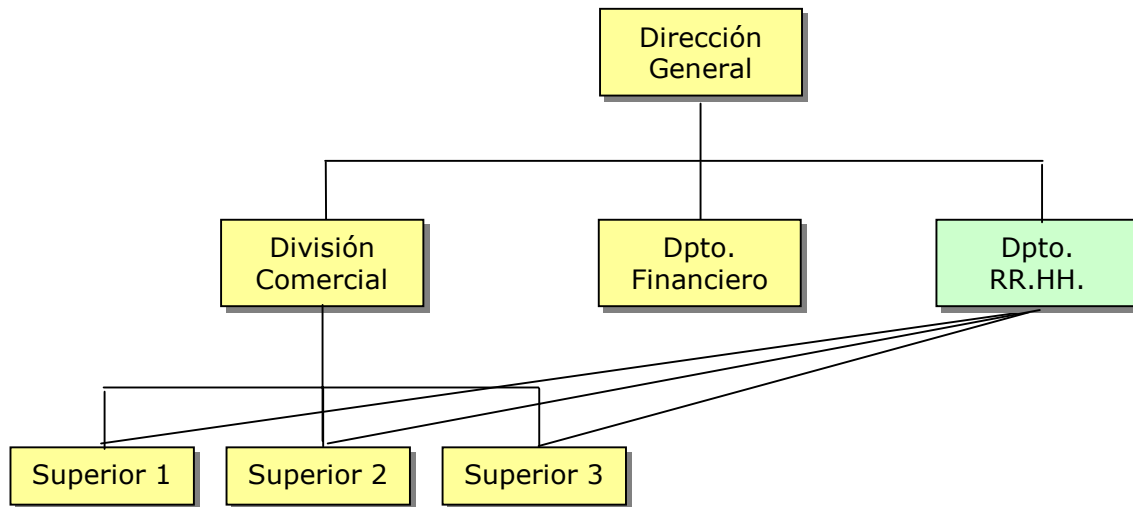 Dirección
General
División
Comercial
Dpto.
Financiero
Dpto.
RR.HH.
Superior 1
Superior 2
Superior 3